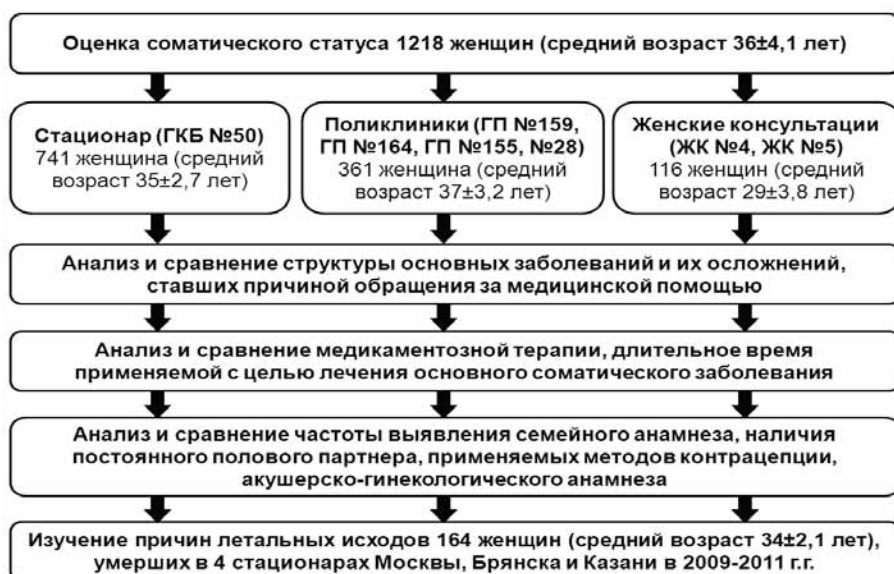 Оценка соматического статуса 1218 женщин (средний возраст 36±4,1 лет)
Стационар (ГКБ №50)
741 женщина (средний
возраст 35±2,7 лет)
Поликлиники (ГП №159,
ГП №164, ГП №155, №28)
361 женщина (средний
возраст 37±3,2 лет)
Женские консультации
(ЖК №4, ЖК №5)
116 женщин (средний
возраст 29±3,8 лет)
Анализ и сравнение структуры основных заболеваний и их осложнений,
ставших причиной обращения за медицинской помощью
Анализ и сравнение медикаментозной терапии, длительное время
применяемой с целью лечения основного соматического заболевания
Анализ и сравнение частоты выявления семейного анамнеза, наличия
постоянного полового партнера, применяемых методов контрацепции,
акушерско-гинекологического анамнеза
Изучение причин летальных исходов 164 женщин (средний возраст 34±2,1 лет),
умерших в 4 стационарах Москвы, Брянска и Казани в 2009-2011 г.г.